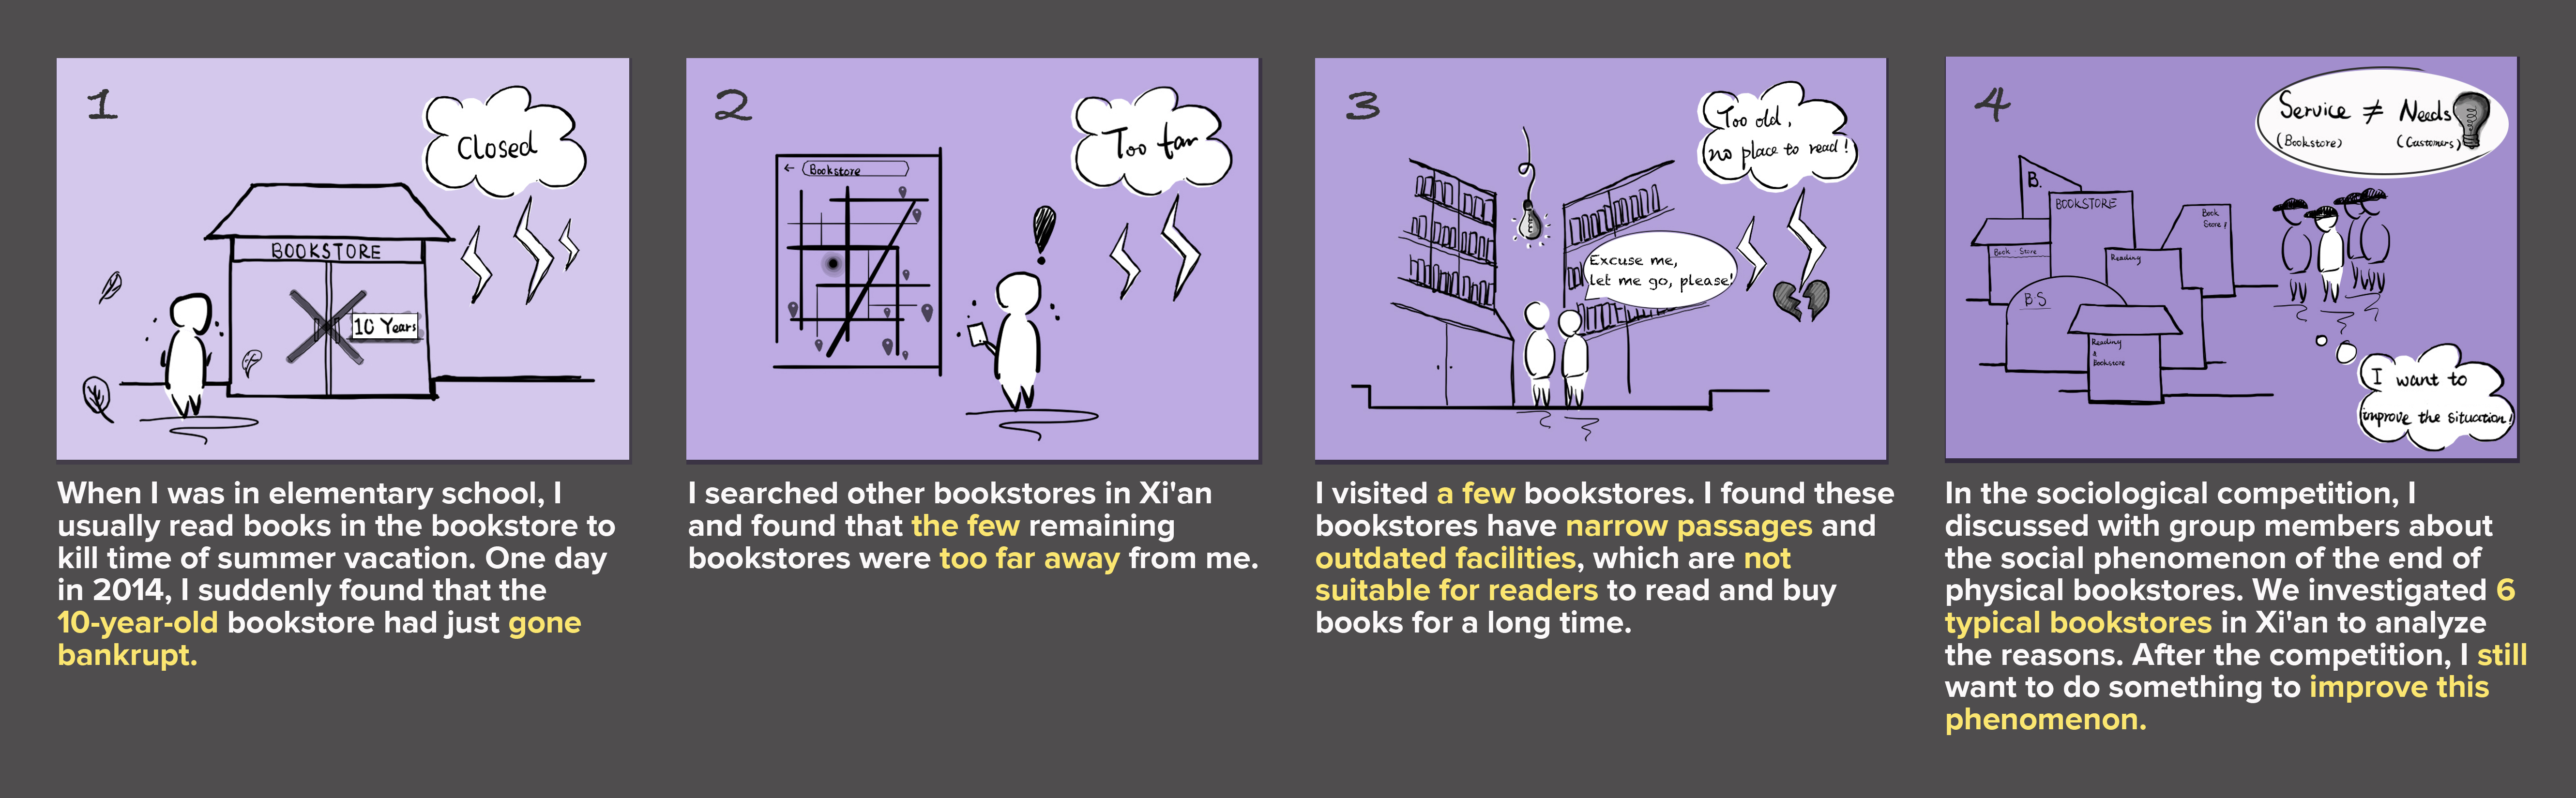 1
Closed
BOOKSTORE
10 Years
When I was in elementary school, I
usually read books in the bookstore to
kill time of summer vacation. One day
in 2014, I suddenly found that the
10-year-old bookstore had just gone
bankrupt.
2
Too far
← Bookstore
I searched other bookstores in Xi'an
and found that the few remaining
bookstores were too far away from me.
3
Too old,
no place to read!
Excuse me,
let me go, please!
I visited a few bookstores. I found these
bookstores have narrow passages and
outdated facilities, which are not
suitable for readers to read and buy
books for a long time.
4
Service ≠ Needs
(Bookstore) (Customers)
B.
BOOKSTORE
Book
Store!
Book Store
Reading
B S
Reading
&
Bookstore
I want to
improve the situation!
In the sociological competition, I
discussed with group members about
the social phenomenon of the end of
physical bookstores. We investigated 6
typical bookstores in Xi'an to analyze
the reasons. After the competition, I still
want to do something to improve this
phenomenon.